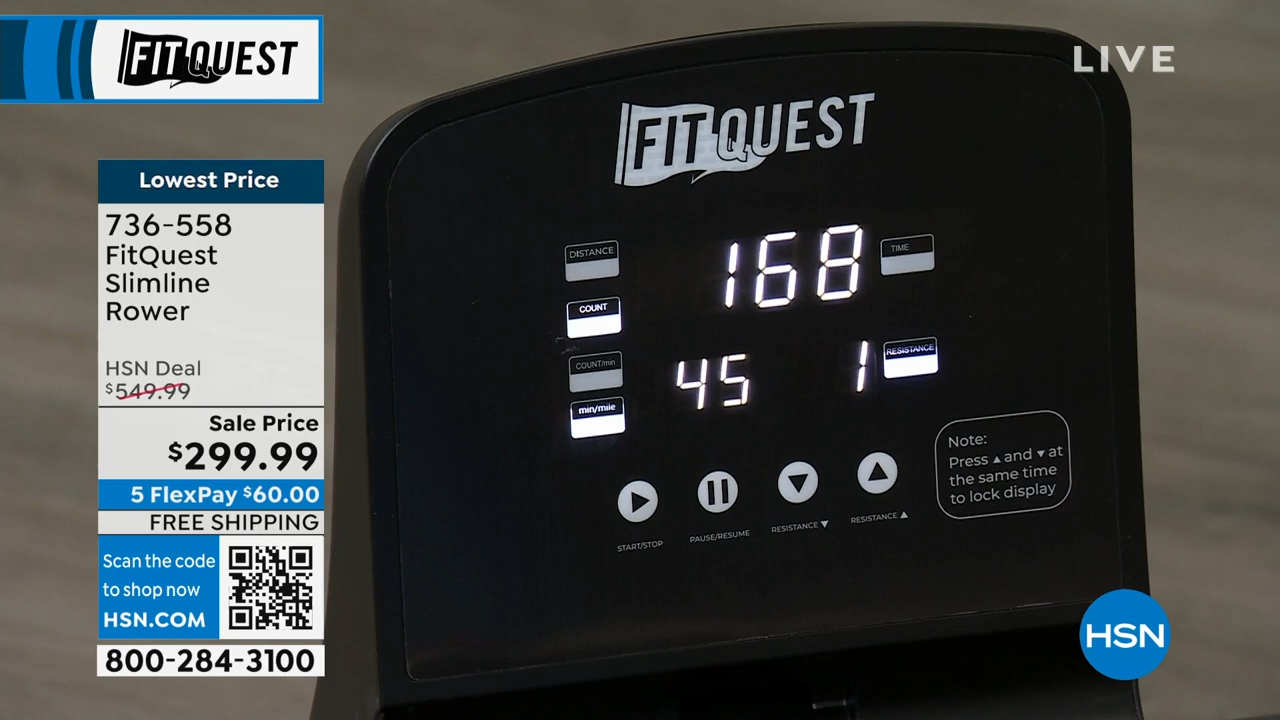 FITQUEST
LIVE
Lowest Price
736-558
FitQuest
Slimline
Rower
HSN Deal
$549.99
Sale Price
$299.99
5 FlexPay $60.00
FREE SHIPPING
Scan the code
to shop now
HSN.COM
800-284-3100
FITQUEST
DISTANCE
168
TIME
COUNT
COUNT/min
45
1
RESISTANCE
min/mile
START/STOP
PAUSE/RESUME
RESISTANCE ▼
RESISTANCE ▲
Note:
Press ▲ and ▼ at
the same time
to lock display
HSN